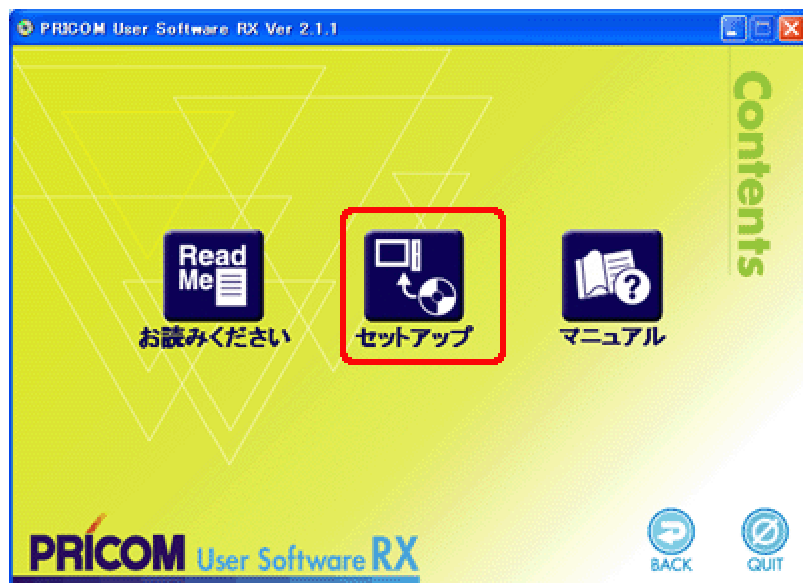 PRICOM User Software RX Ver 2.1.1
Contents
Read
Me
お読みください
セットアップ
マニュアル
PRICOM User Software RX
BACK
QUIT